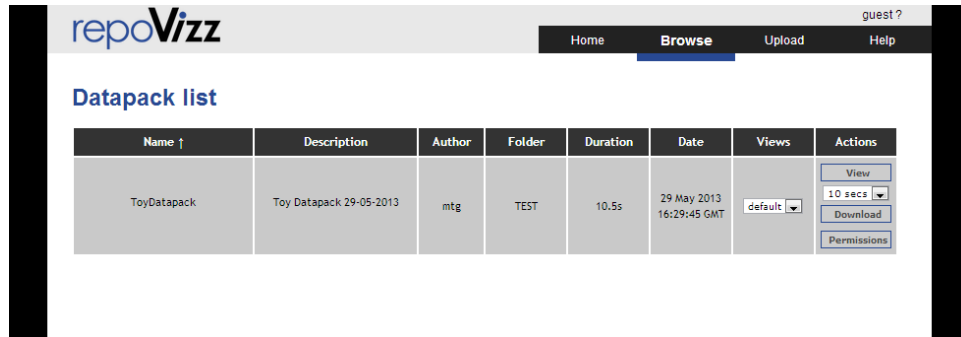 guest ?
repoVizz
Home Browse Upload Help
Datapack list
Name ↑ Description Author Folder Duration Date Views Actions
ToyDatapack Toy Datapack 29-05-2013 mtg TEST 10.5s 29 May 2013 default View
16:29:45 GMT 10 secs
Download
Permissions